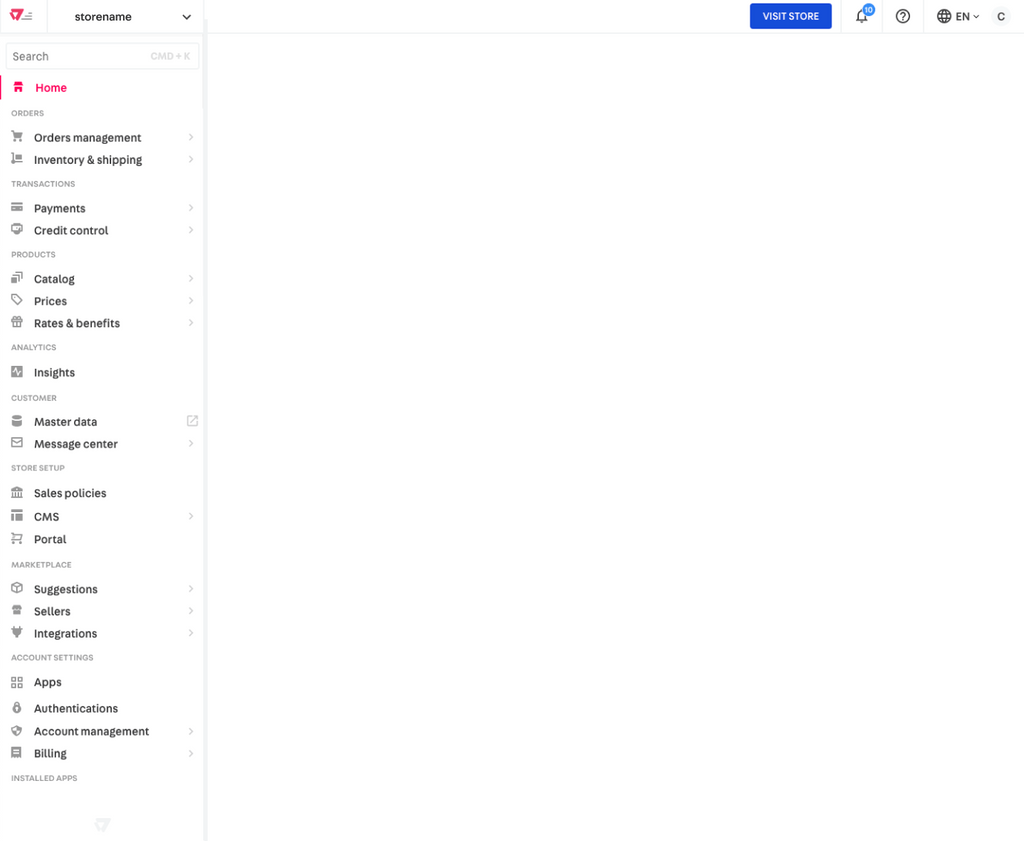 storename
VISIT STORE
10
EN
C
Search CMD + K
Home
ORDERS
Orders management
Inventory & shipping
TRANSACTIONS
Payments
Credit control
PRODUCTS
Catalog
Prices
Rates & benefits
ANALYTICS
Insights
CUSTOMER
Master data
Message center
STORE SETUP
Sales policies
CMS
Portal
MARKETPLACE
Suggestions
Sellers
Integrations
ACCOUNT SETTINGS
Apps
Authentications
Account management
Billing
INSTALLED APPS